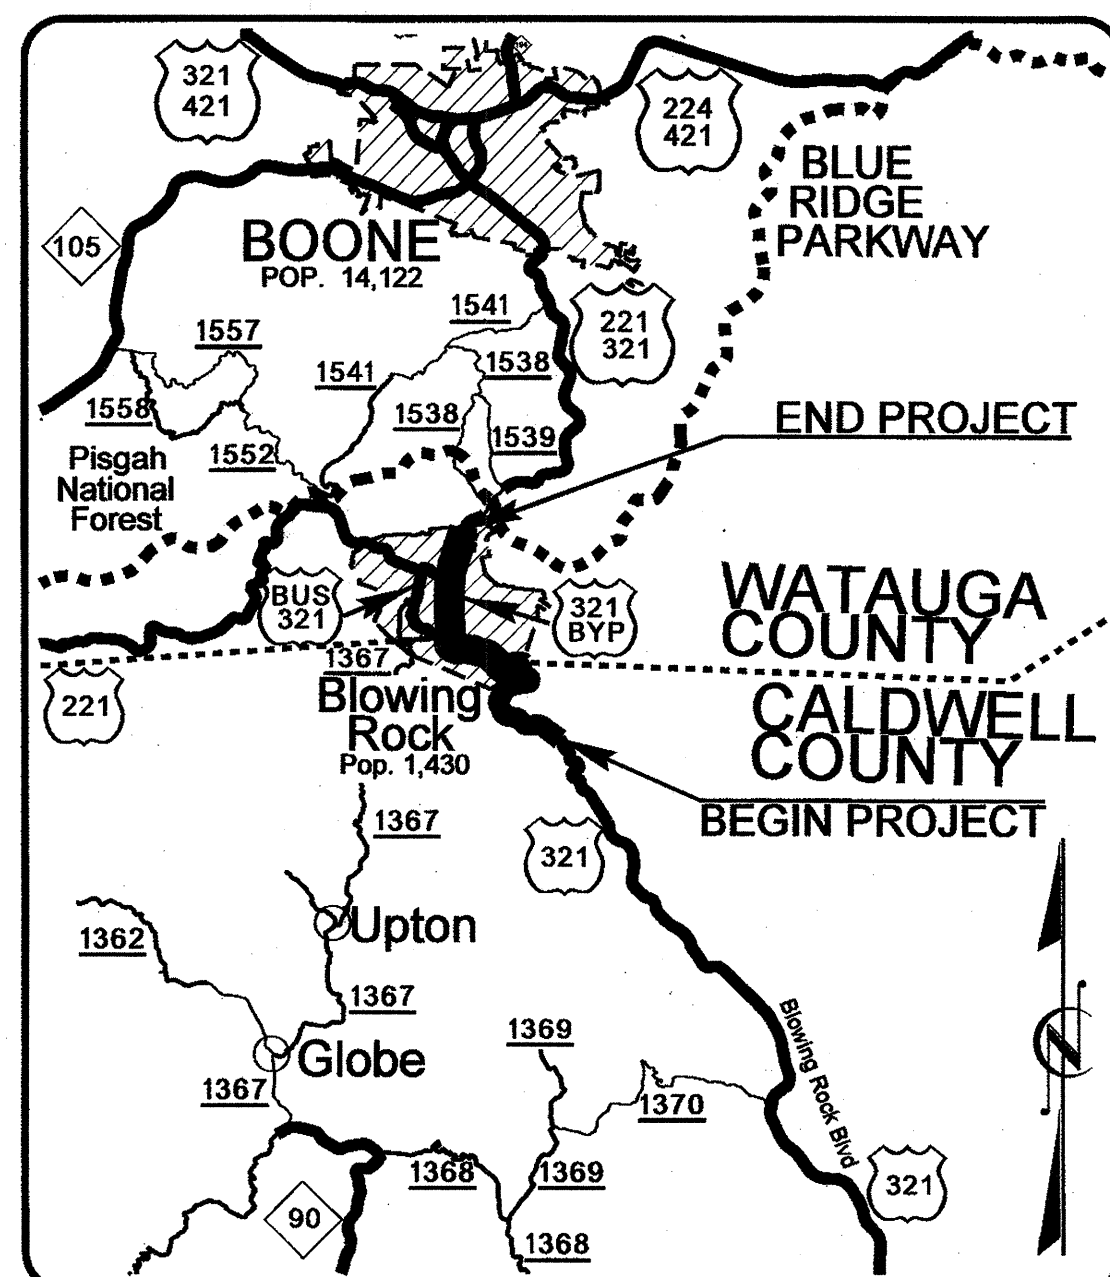 321
421
224
421
BLUE
RIDGE
PARKWAY
105
BOONE
POP. 14,122
1541
221
321
1557
1541
1538
1558
1538
END PROJECT
1539
1552
Pisgah
National
Forest
BUS
321
321
BYP
WATAUGA
COUNTY
1367
221
Blowing
Rock
Pop. 1,430
CALDWELL
COUNTY
BEGIN PROJECT
1367
321
Upton
1362
1367
N
Blowing Rock Blvd
1369
Globe
1367
1370
1368
1369
321
90
1368